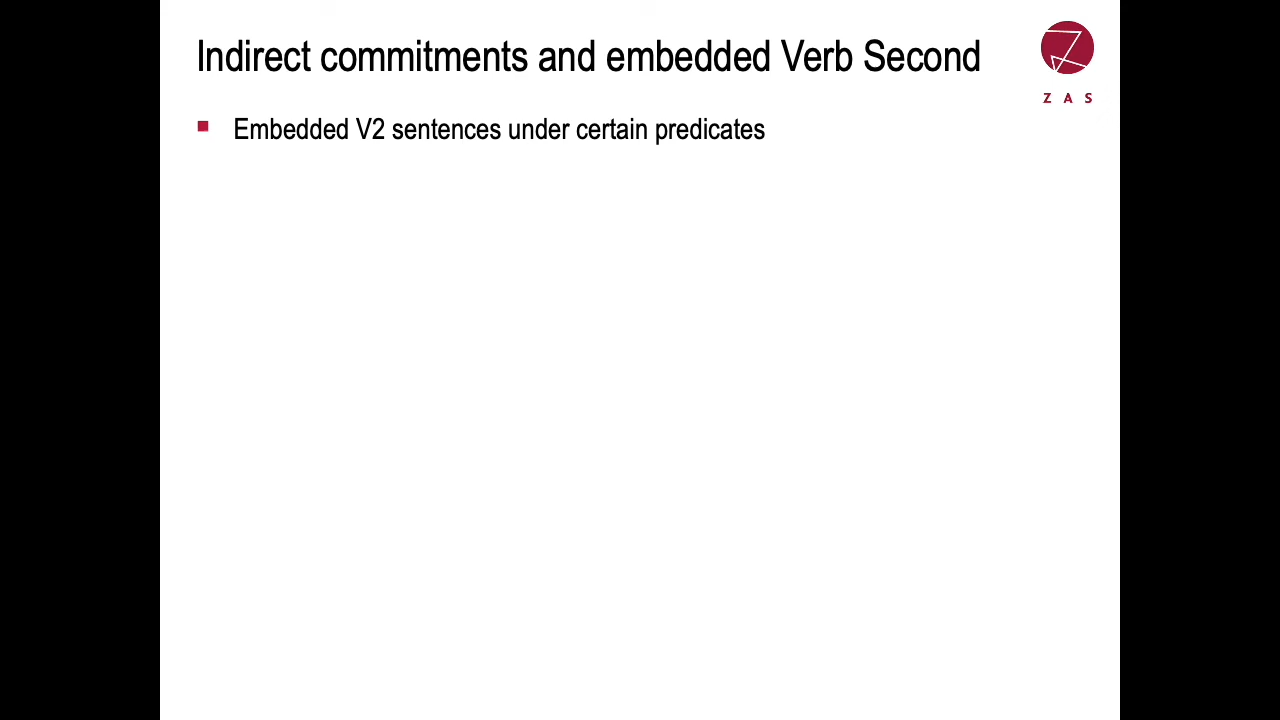 Indirect commitments and embedded Verb Second
Z A S
Embedded V2 sentences under certain predicates